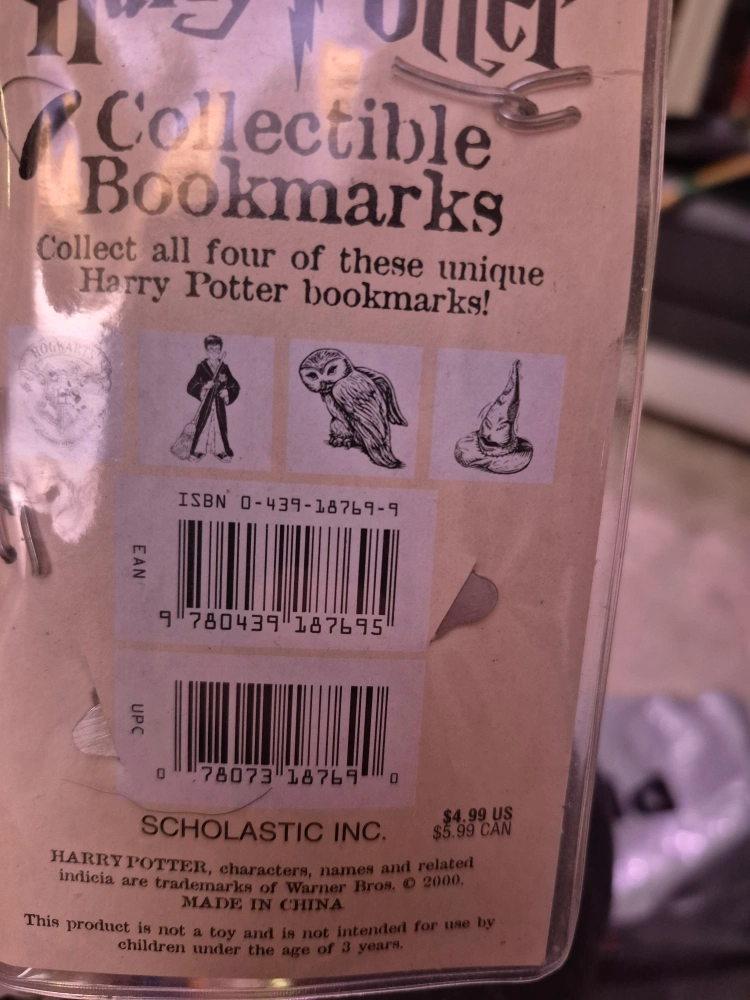 Harry Potter
Collectible
Bookmarks
Collect all four of these unique
Harry Potter bookmarks!
HOGWARTS
ISBN 0-439-18769-9
EAN
9 780439 187695
UPC
0 78073 18769 0
SCHOLASTIC INC.
$4.99 US
$5.99 CAN
HARRY POTTER, characters, names and related
indicia are trademarks of Warner Bros. © 2000.
MADE IN CHINA
This product is not a toy and is not intended for use by
children under the age of 3 years.